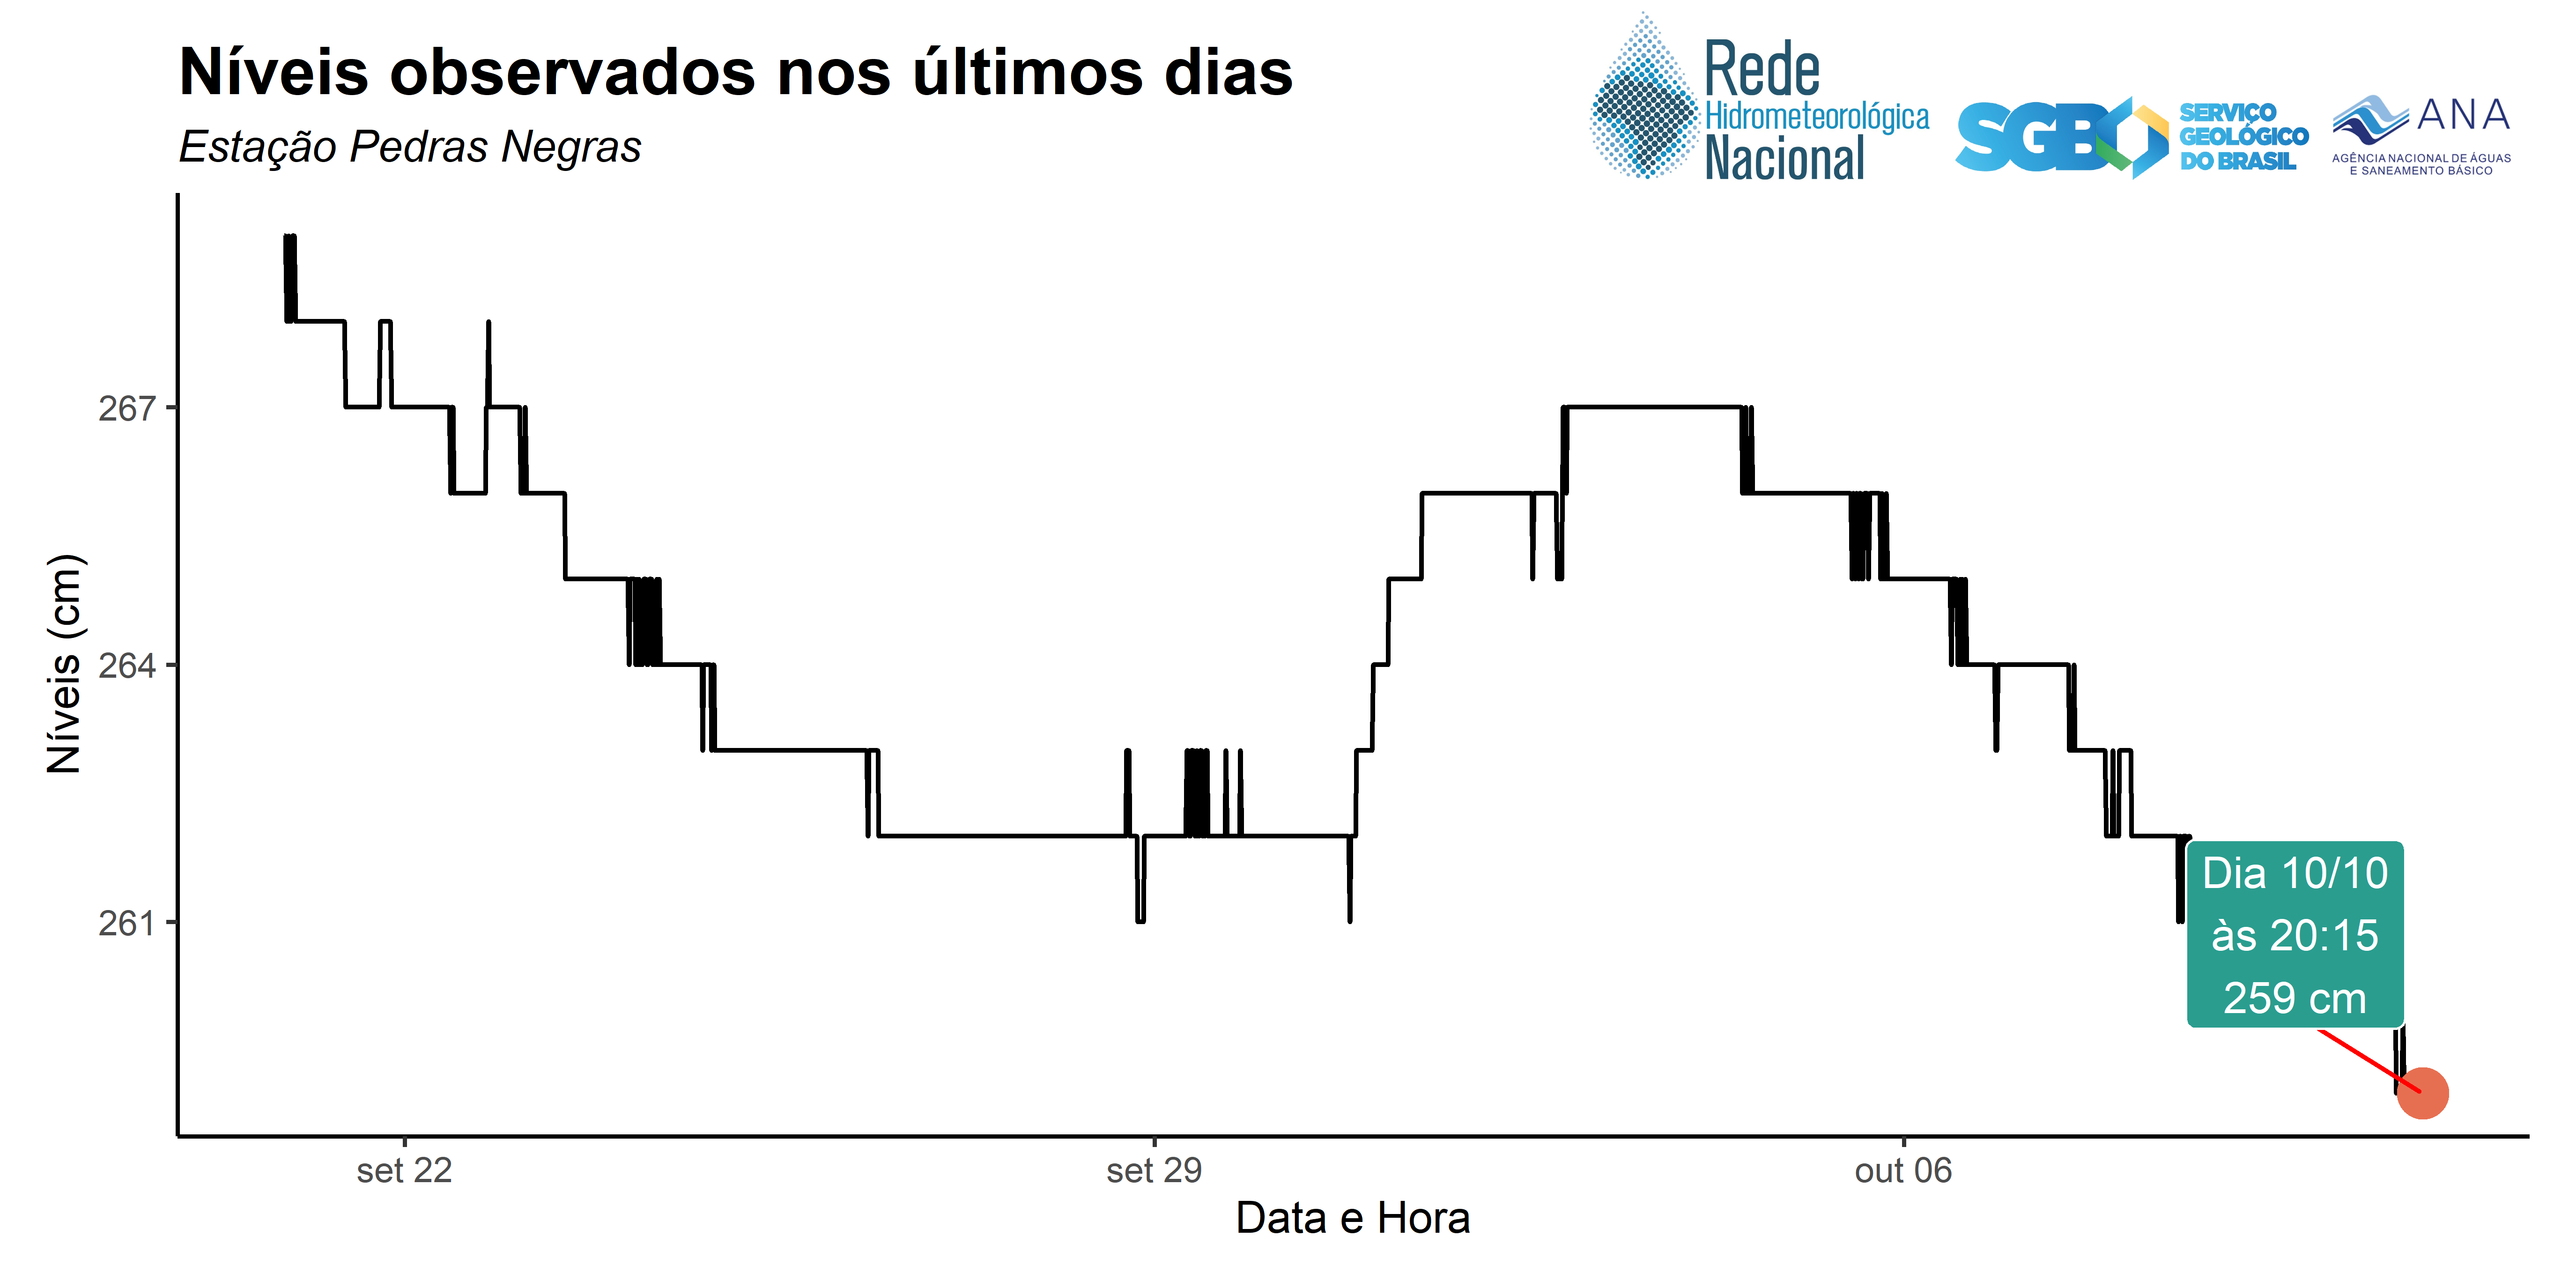 Níveis observados nos últimos dias
Estação Pedras Negras
Rede
Hidrometeorológica
Nacional
SGB
SERVIÇO
GEOLÓGICO
DO BRASIL
ANA
AGÊNCIA NACIONAL DE ÁGUAS
E SANEAMENTO BÁSICO
Níveis (cm)
267
264
261
Dia 10/10
às 20:15
259 cm
set 22
set 29
out 06
Data e Hora